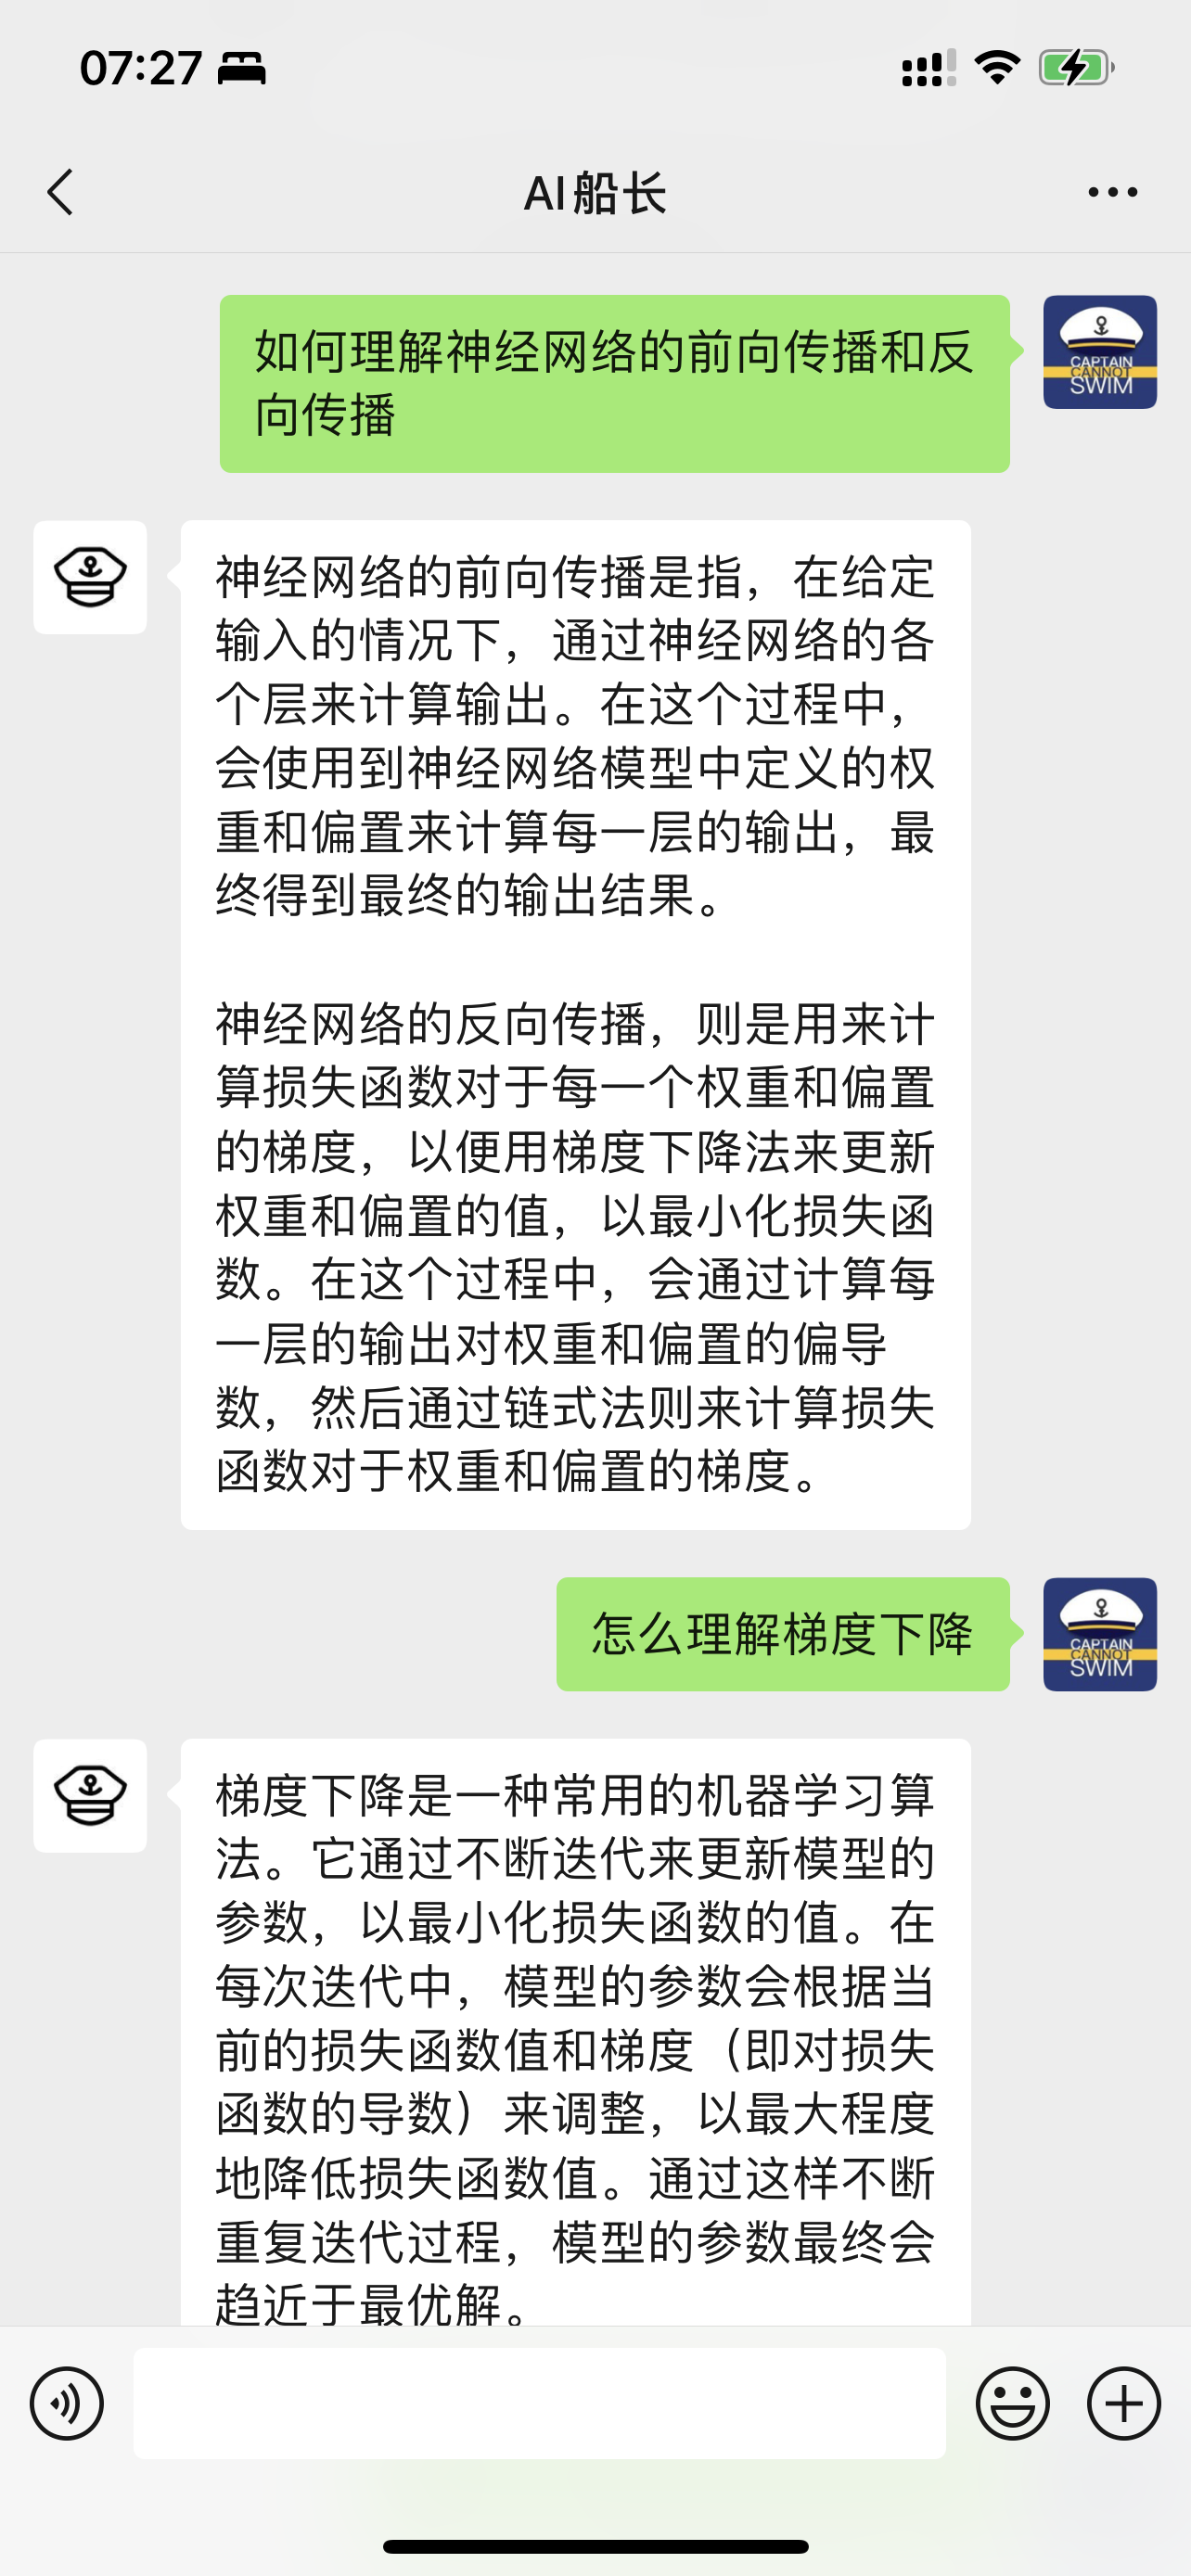 07:27
AI船长
如何理解神经网络的前向传播和反
向传播
CAPTAIN
CANNOT
SWIM
神经网络的前向传播是指，在给定
输入的情况下，通过神经网络的各
个层来计算输出。在这个过程中，
会使用到神经网络模型中定义的权
重和偏置来计算每一层的输出，最
终得到最终的输出结果。
神经网络的反向传播，则是用来计
算损失函数对于每一个权重和偏置
的梯度，以便用梯度下降法来更新
权重和偏置的值，以最小化损失函
数。在这个过程中，会通过计算每
一层的输出对权重和偏置的偏导
数，然后通过链式法则来计算损失
函数对于权重和偏置的梯度。
怎么理解梯度下降
CAPTAIN
CANNOT
SWIM
梯度下降是一种常用的机器学习算
法。它通过不断迭代来更新模型的
参数，以最小化损失函数的值。在
每次迭代中，模型的参数会根据当
前的损失函数值和梯度（即对损失
函数的导数）来调整，以最大程度
地降低损失函数值。通过这样不断
重复迭代过程，模型的参数最终会
趋近于最优解。